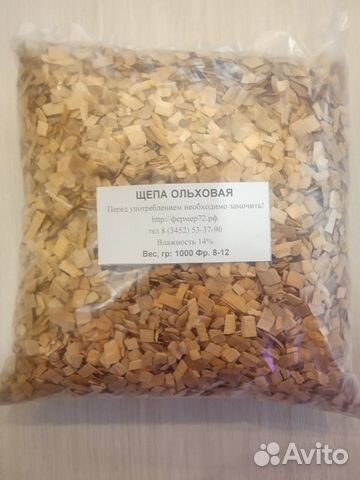 ЩЕПА ОЛЬХОВАЯ
Перед употреблением необходимо замочить!
http://фермер72.рф
тел 8 (3452) 53-37-90
Влажность 14%
Вес, гр: 1000 Фр. 8-12
Avito